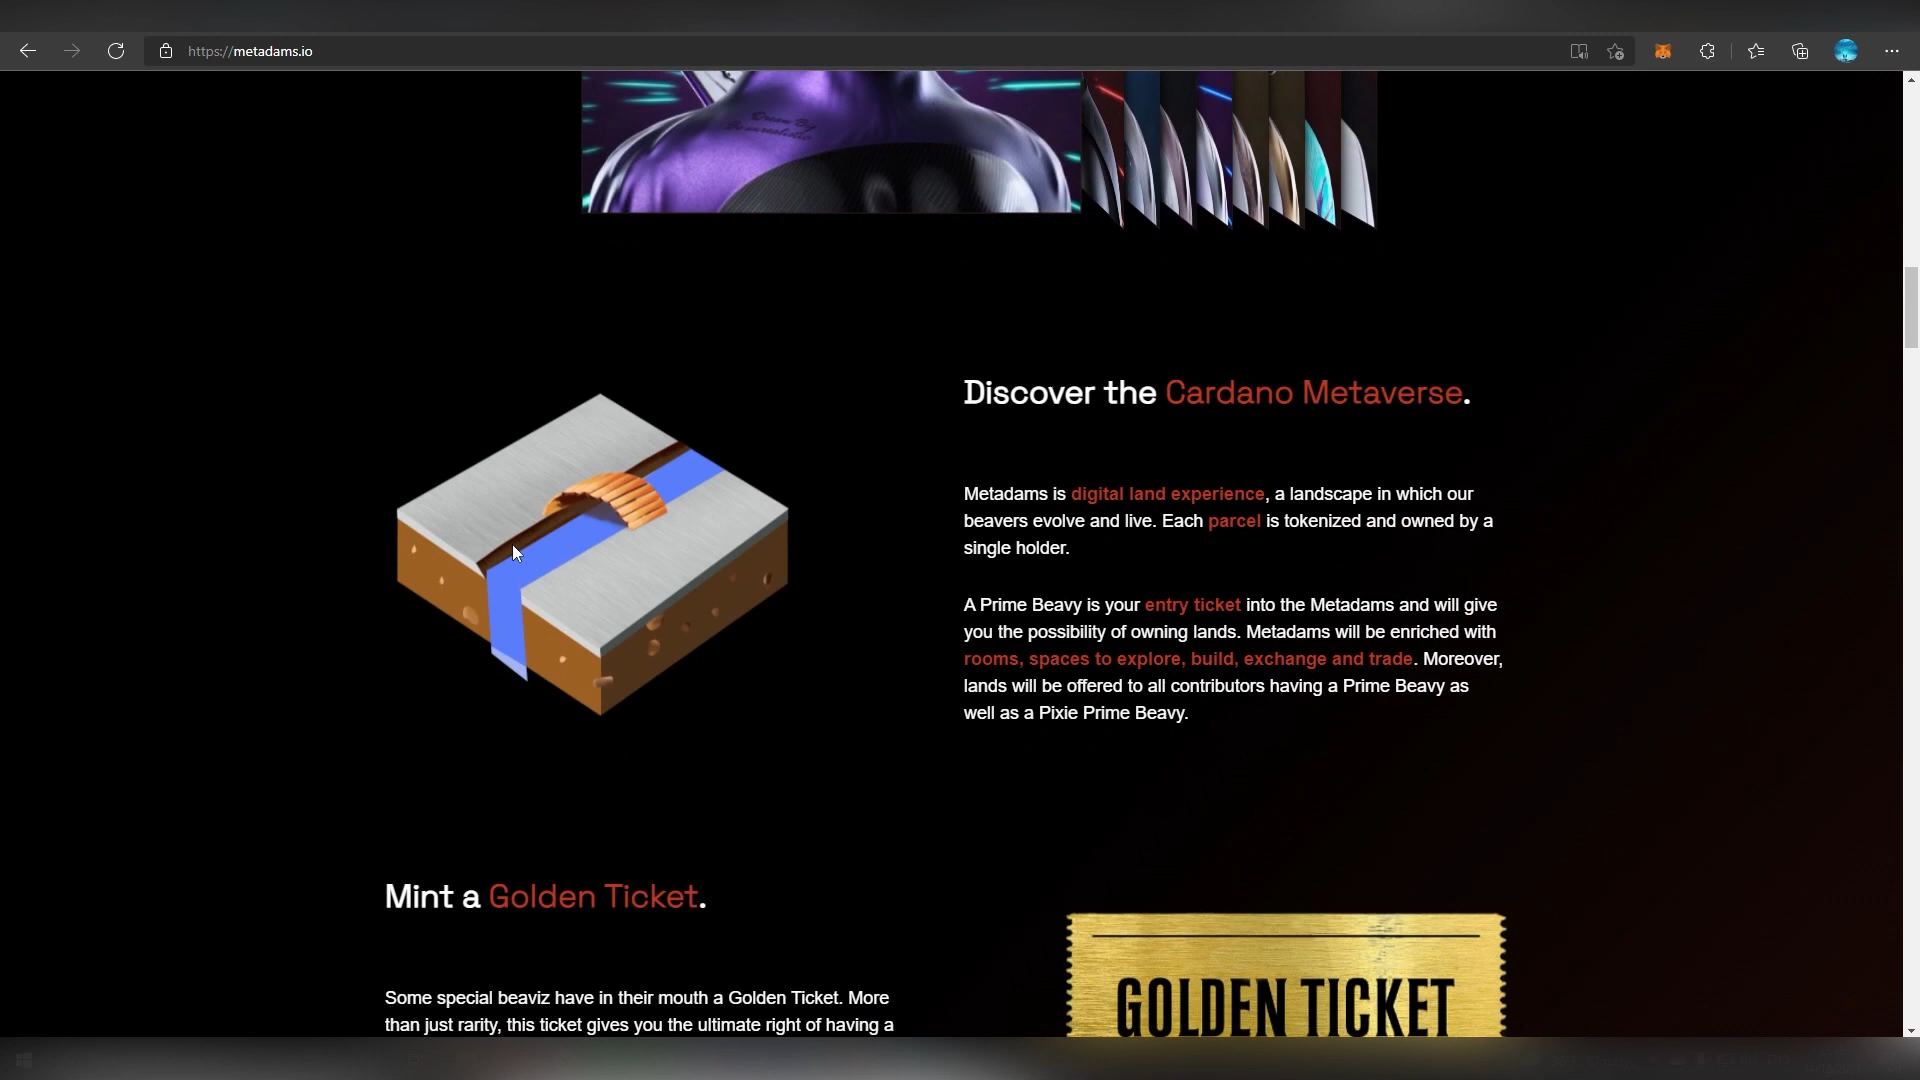 https://metadams.io
Discover the Cardano Metaverse.
Metadams is digital land experience, a landscape in which our
beavers evolve and live. Each parcel is tokenized and owned by a
single holder.
A Prime Beavy is your entry ticket into the Metadams and will give
you the possibility of owning lands. Metadams will be enriched with
rooms, spaces to explore, build, exchange and trade. Moreover,
lands will be offered to all contributors having a Prime Beavy as
well as a Pixie Prime Beavy.
Mint a Golden Ticket.
Some special beaviz have in their mouth a Golden Ticket. More
than just rarity, this ticket gives you the ultimate right of having a
GOLDEN TICKET